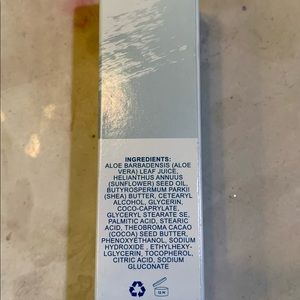 INGREDIENTS:
ALOE BARBADENSIS (ALOE
VERA) LEAF JUICE,
HELIANTHUS ANNUUS
(SUNFLOWER) SEED OIL,
BUTYROSPERMUM PARKII
(SHEA) BUTTER, CETEARYL
ALCOHOL, GLYCERIN,
COCO-CAPRYLATE,
GLYCERYL STEARATE SE,
PALMITIC ACID, STEARIC
ACID, THEOBROMA CACAO
(COCOA) SEED BUTTER,
PHENOXYETHANOL, SODIUM
HYDROXIDE , ETHYLHEXY-
LGLYCERIN, TOCOPHEROL,
CITRIC ACID, SODIUM
GLUCONATE
12 M